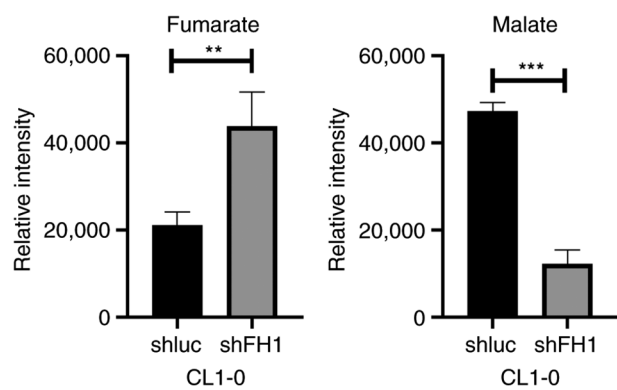 Fumarate
**
60,000
40,000
20,000
0
Relative intensity
shluc shFH1
CL1-0
Malate
***
60,000
40,000
20,000
0
Relative intensity
shluc shFH1
CL1-0